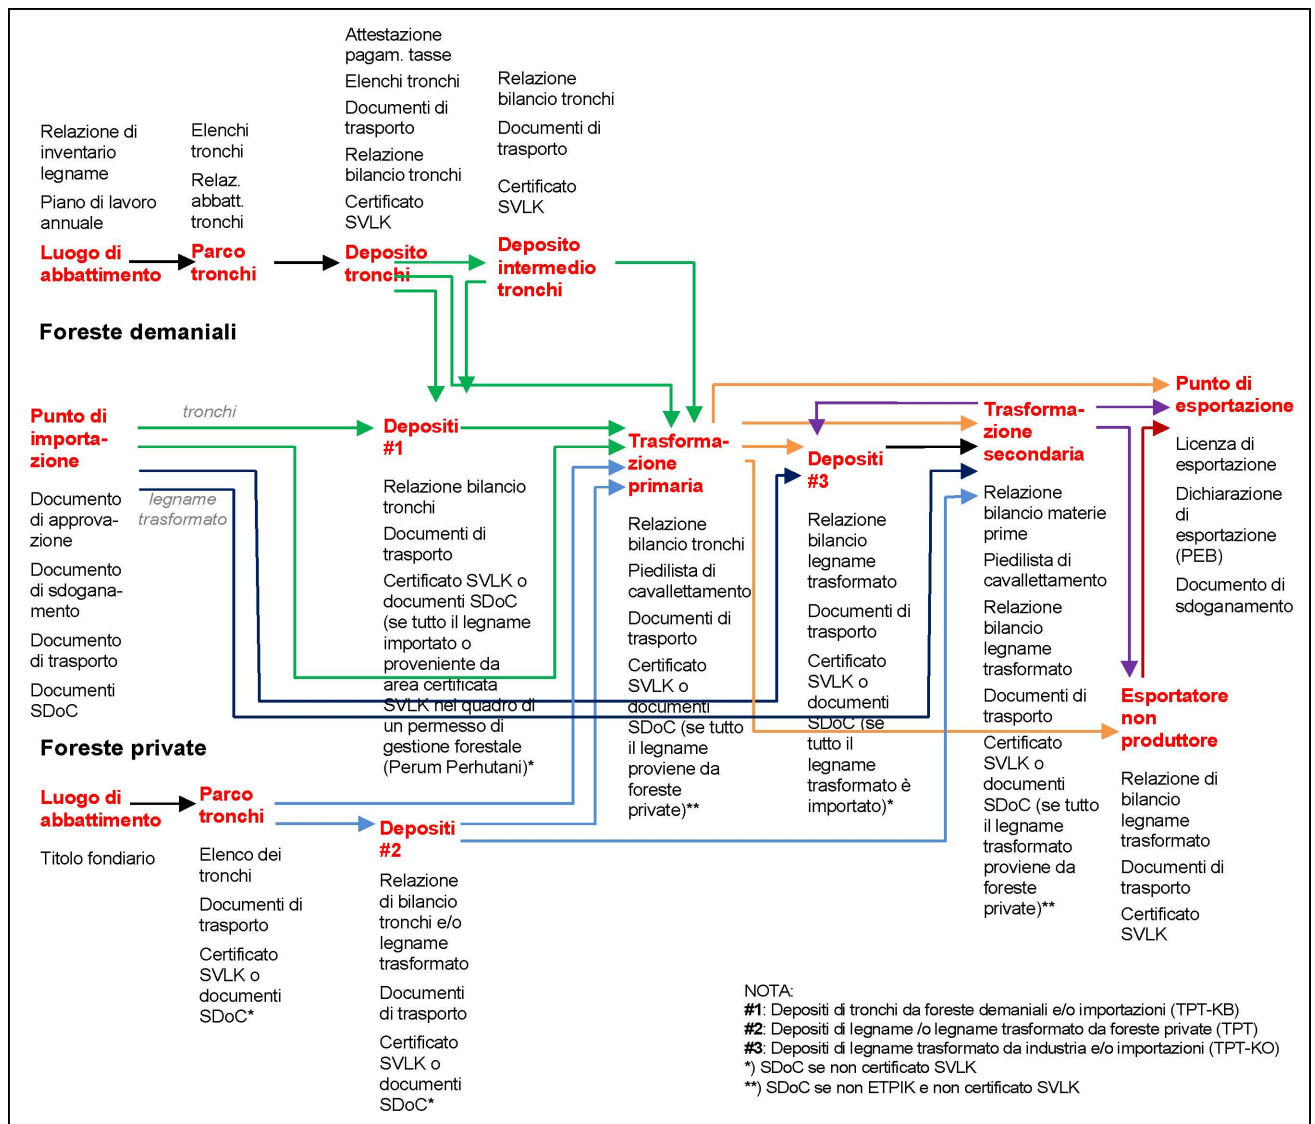 Relazione di
inventario
legname
Piano di lavoro
annuale
Luogo di
abbattimento
Elenchi
tronchi
Relaz.
abbatt.
tronchi
Parco
tronchi
Attestazione
pagam. tasse
Elenchi tronchi
Documenti di
trasporto
Relazione
bilancio tronchi
Certificato
SVLK
Deposito
tronchi
Relazione
bilancio tronchi
Documenti di
trasporto
Certificato
SVLK
Deposito
intermedio
tronchi
Foreste demaniali
Punto di
importa-
zione
Documento
di approva-
zione
Documento
di sdogana-
mento
Documento
di trasporto
Documenti
SDoC
tronchi
legname
trasformato
Depositi
#1
Relazione bilancio
tronchi
Documenti di
trasporto
Certificato SVLK o
documenti SDoC
(se tutto il legname
importato o
proveniente da
area certificata
SVLK nel quadro di
un permesso di
gestione forestale
(Perum Perhutani)*
Trasforma-
zione
primaria
Relazione
bilancio tronchi
Piedilista di
cavallettamento
Documenti di
trasporto
Certificato
SVLK o
documenti
SDoC (se tutto
il legname
proviene da
foreste
private)**
Depositi
#3
Relazione
bilancio
legname
trasformato
Documenti di
trasporto
Certificato
SVLK o
documenti
SDoC (se
tutto il
legname
trasformato è
importato)*
Trasforma-
zione
secondaria
Relazione
bilancio materie
prime
Piedilista di
cavallettamento
Relazione
bilancio
legname
trasformato
Documenti di
trasporto
Certificato
SVLK o
documenti
SDoC (se tutto
il legname
trasformato
proviene da
foreste
private)**
Punto di
esportazione
Licenza di
esportazione
Dichiarazione
di
esportazione
(PEB)
Documento di
sdoganamento
Esportatore
non
produttore
Relazione di
bilancio
legname
trasformato
Documenti di
trasporto
Certificato
SVLK
Foreste private
Luogo di
abbattimento
Titolo fondiario
Parco
tronchi
Elenco dei
tronchi
Documenti di
trasporto
Certificato
SVLK o
documenti
SDoC*
Depositi
#2
Relazione
di bilancio
tronchi e/o
legname
trasformato
Documenti
di trasporto
Certificato
SVLK o
documenti
SDoC*
NOTA:
#1: Depositi di tronchi da foreste demaniali e/o importazioni (TPT-KB)
#2: Depositi di legname /o legname trasformato da foreste private (TPT)
#3: Depositi di legname trasformato da industria e/o importazioni (TPT-KO)
*) SDoC se non certificato SVLK
**) SDoC se non ETPIK e non certificato SVLK